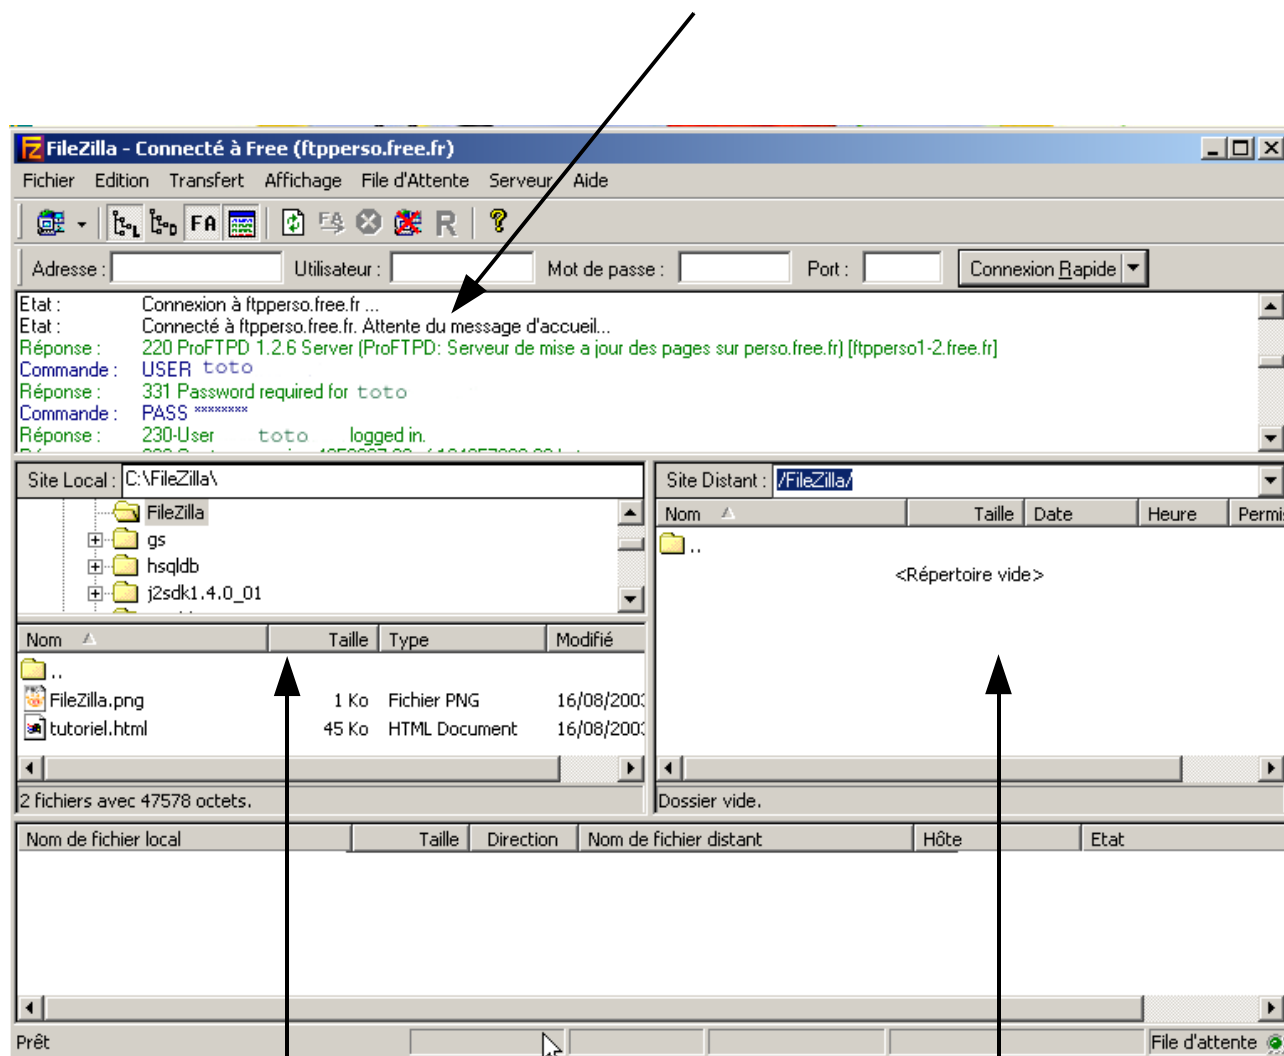 FileZilla - Connecté à Free (ftpperso.free.fr)
Fichier Edition Transfert Affichage File d'Attente Serveur Aide
L D FA FA R ?
Adresse : Utilisateur : Mot de passe : Port : Connexion Rapide
Etat : Connexion à ftpperso.free.fr ...
Etat : Connecté à ftpperso.free.fr. Attente du message d'accueil...
Réponse : 220 ProFTPD 1.2.6 Server (ProFTPD: Serveur de mise a jour des pages sur perso.free.fr) [ftpperso1-2.free.fr]
Commande : USER toto
Réponse : 331 Password required for toto
Commande : PASS ********
Réponse : 230-User toto logged in.
Site Local : C:\FileZilla\
FileZilla
gs
hsqldb
j2sdk1.4.0_01
Nom Taille Type Modifié
..
FileZilla.png 1 Ko Fichier PNG 16/08/2003
tutoriel.html 45 Ko HTML Document 16/08/2003
2 fichiers avec 47578 octets.
Site Distant : /FileZilla/
Nom Taille Date Heure Permi
..
<Répertoire vide>
Dossier vide.
Nom de fichier local Taille Direction Nom de fichier distant Hôte Etat
Prêt File d'attente